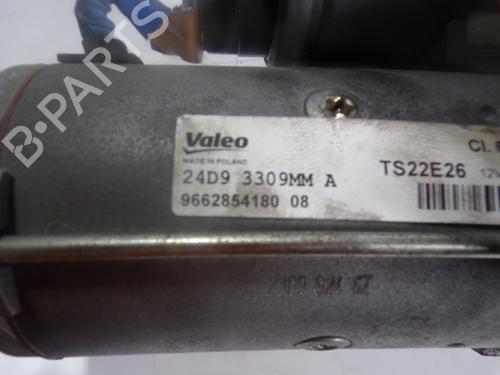 B-PARTS
Valeo
MADE IN POLAND
Cl.
24D9 3309MM A
TS22E26 12V
9662854180 08